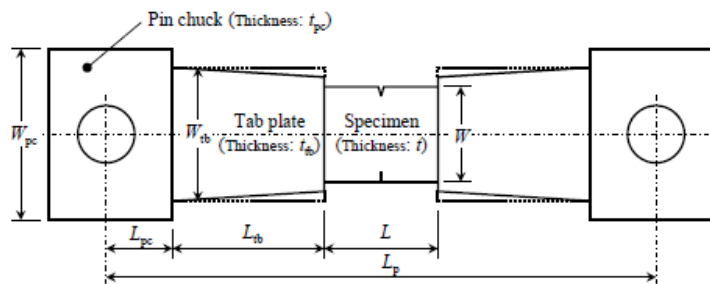 Pin chuck (Thickness: t_pc)
W_pc
W_tb
Tab plate
(Thickness: t_tb)
Specimen
(Thickness: t)
W
L_pc
L_tb
L
L_p